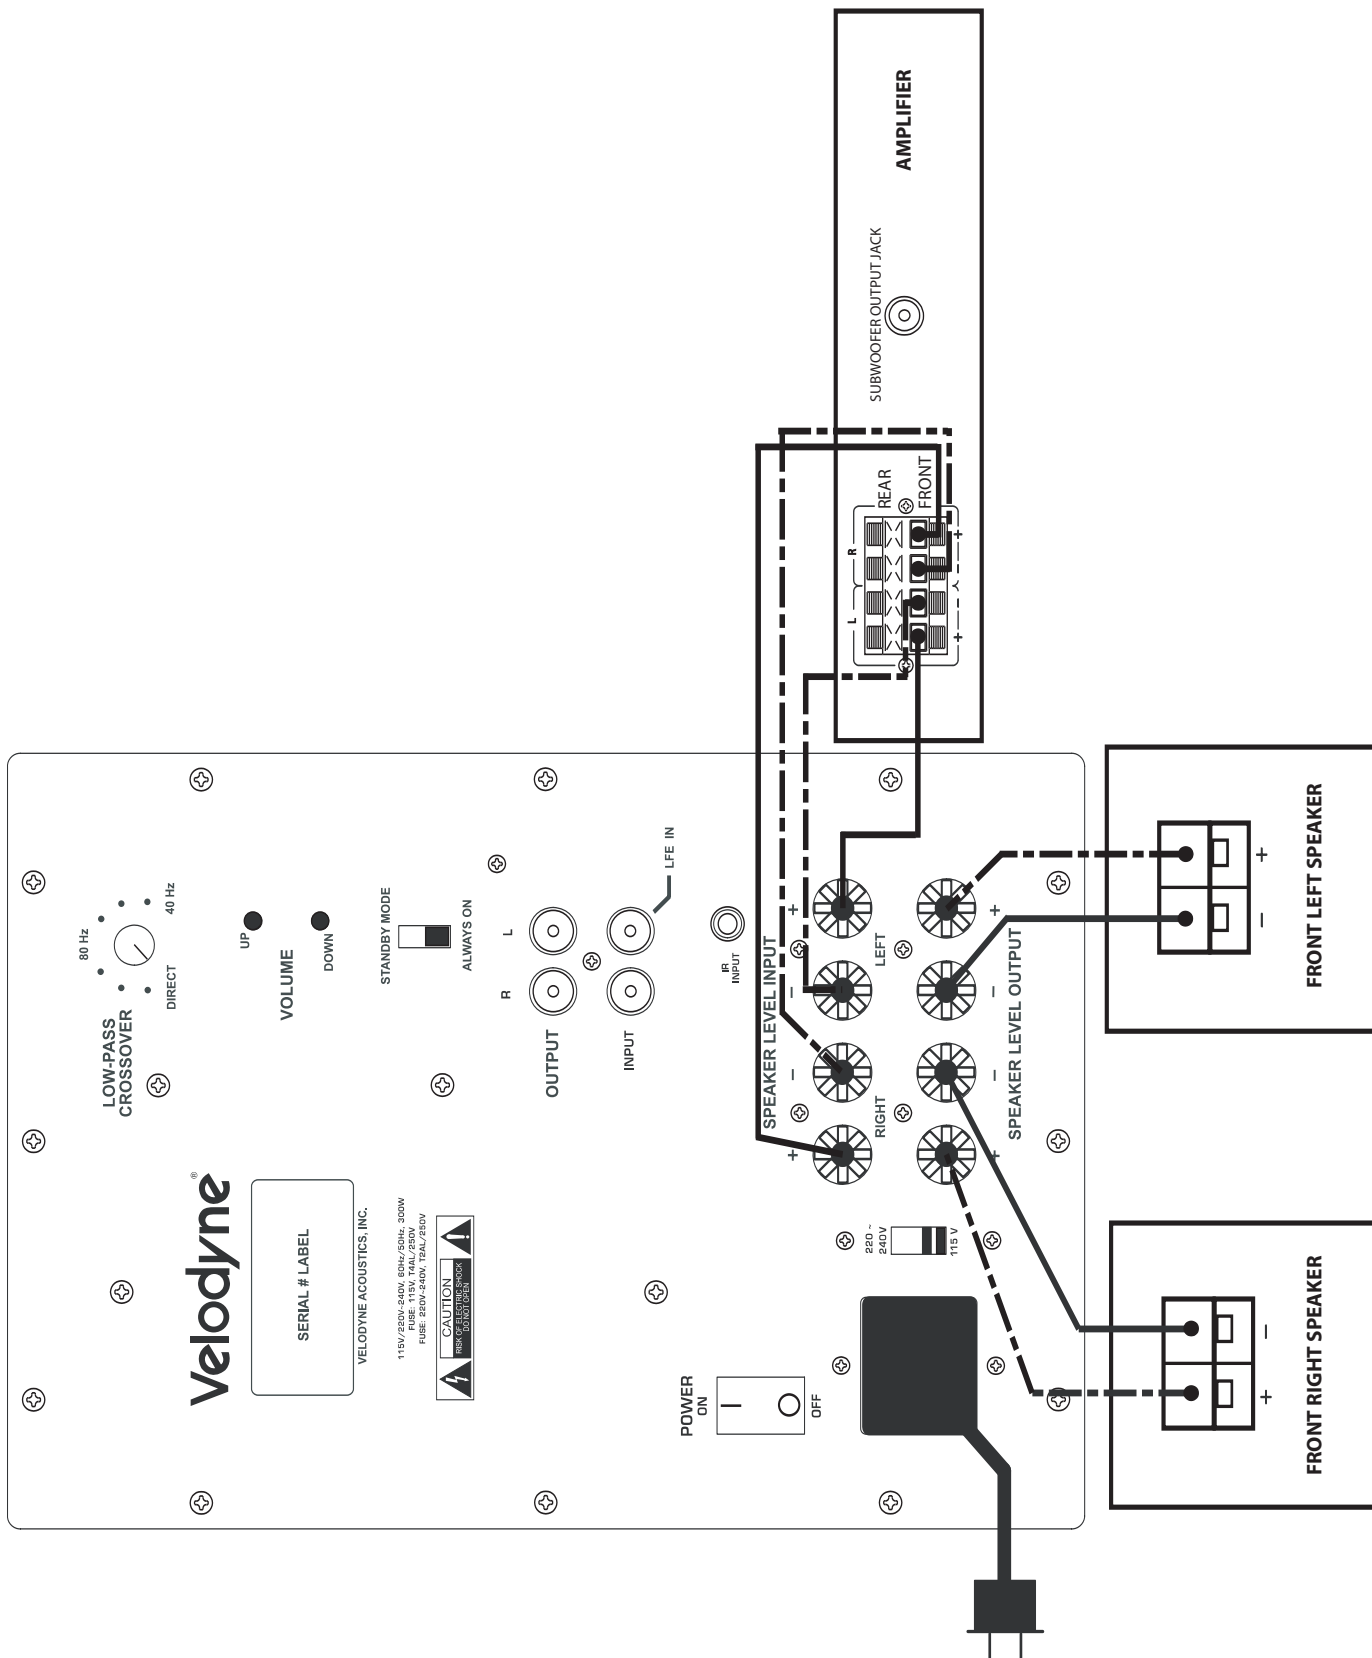 AMPLIFIER
SUBWOOFER OUTPUT JACK
REAR
FRONT
R
L
+
–
–
+
LOW-PASS
CROSSOVER
80 Hz
40 Hz
DIRECT
VOLUME
UP
DOWN
STANDBY MODE
ALWAYS ON
R
L
OUTPUT
INPUT
LFE IN
IR
INPUT
SPEAKER LEVEL INPUT
+
–
–
+
RIGHT
LEFT
+
–
–
+
SPEAKER LEVEL OUTPUT
Velodyne®
SERIAL # LABEL
VELODYNE ACOUSTICS, INC.
115V/220V~240V, 60Hz/50Hz, 300W
FUSE: 115V, T4AL/250V
FUSE: 220V~240V, T2AL/250V
CAUTION
RISK OF ELECTRIC SHOCK
DO NOT OPEN
POWER
ON
OFF
220 ~
240V
115 V
FRONT LEFT SPEAKER
–
+
FRONT RIGHT SPEAKER
+
–